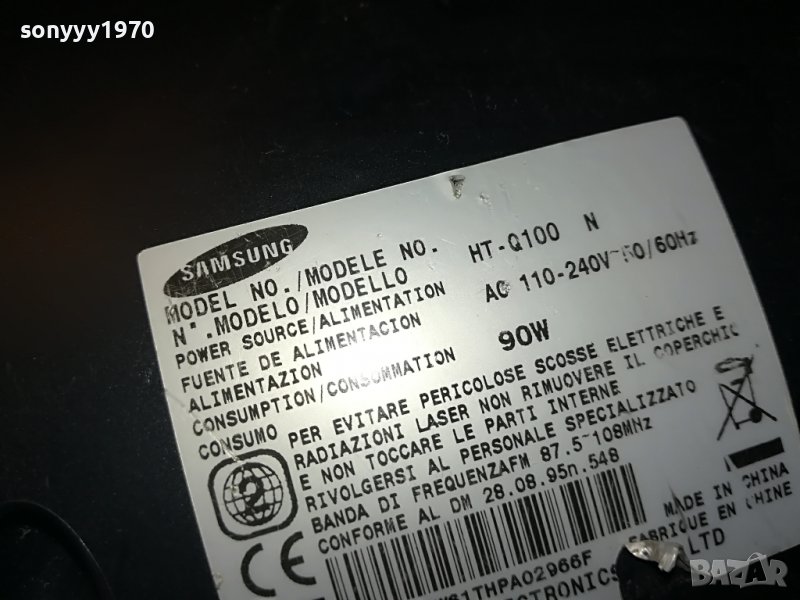 sonyyy1970
SAMSUNG
MODEL NO./MODELE NO. HT-Q100 N
N°.MODELO/MODELLO
POWER SOURCE/ALIMENTATION AC 110-240V~50/60Hz
FUENTE DE ALIMENTACION
ALIMENTAZION
CONSUMPTION/CONSOMMATION 90W
CONSUMO
PER EVITARE PERICOLOSE SCOSSE ELETTRICHE E
RADIAZIONI LASER NON RIMUOVERE IL COPERCHIO
E NON TOCCARE LE PARTI INTERNE
RIVOLGERSI AL PERSONALE SPECIALIZZATO
BANDA DI FREQUENZAFM 87.5~108MHz
CONFORME AL DM 28.08.95n.548
2
CE
MADE IN CHINA
FABRIQUE EN CHINE
61THPA02966F
LTD
BAZAR